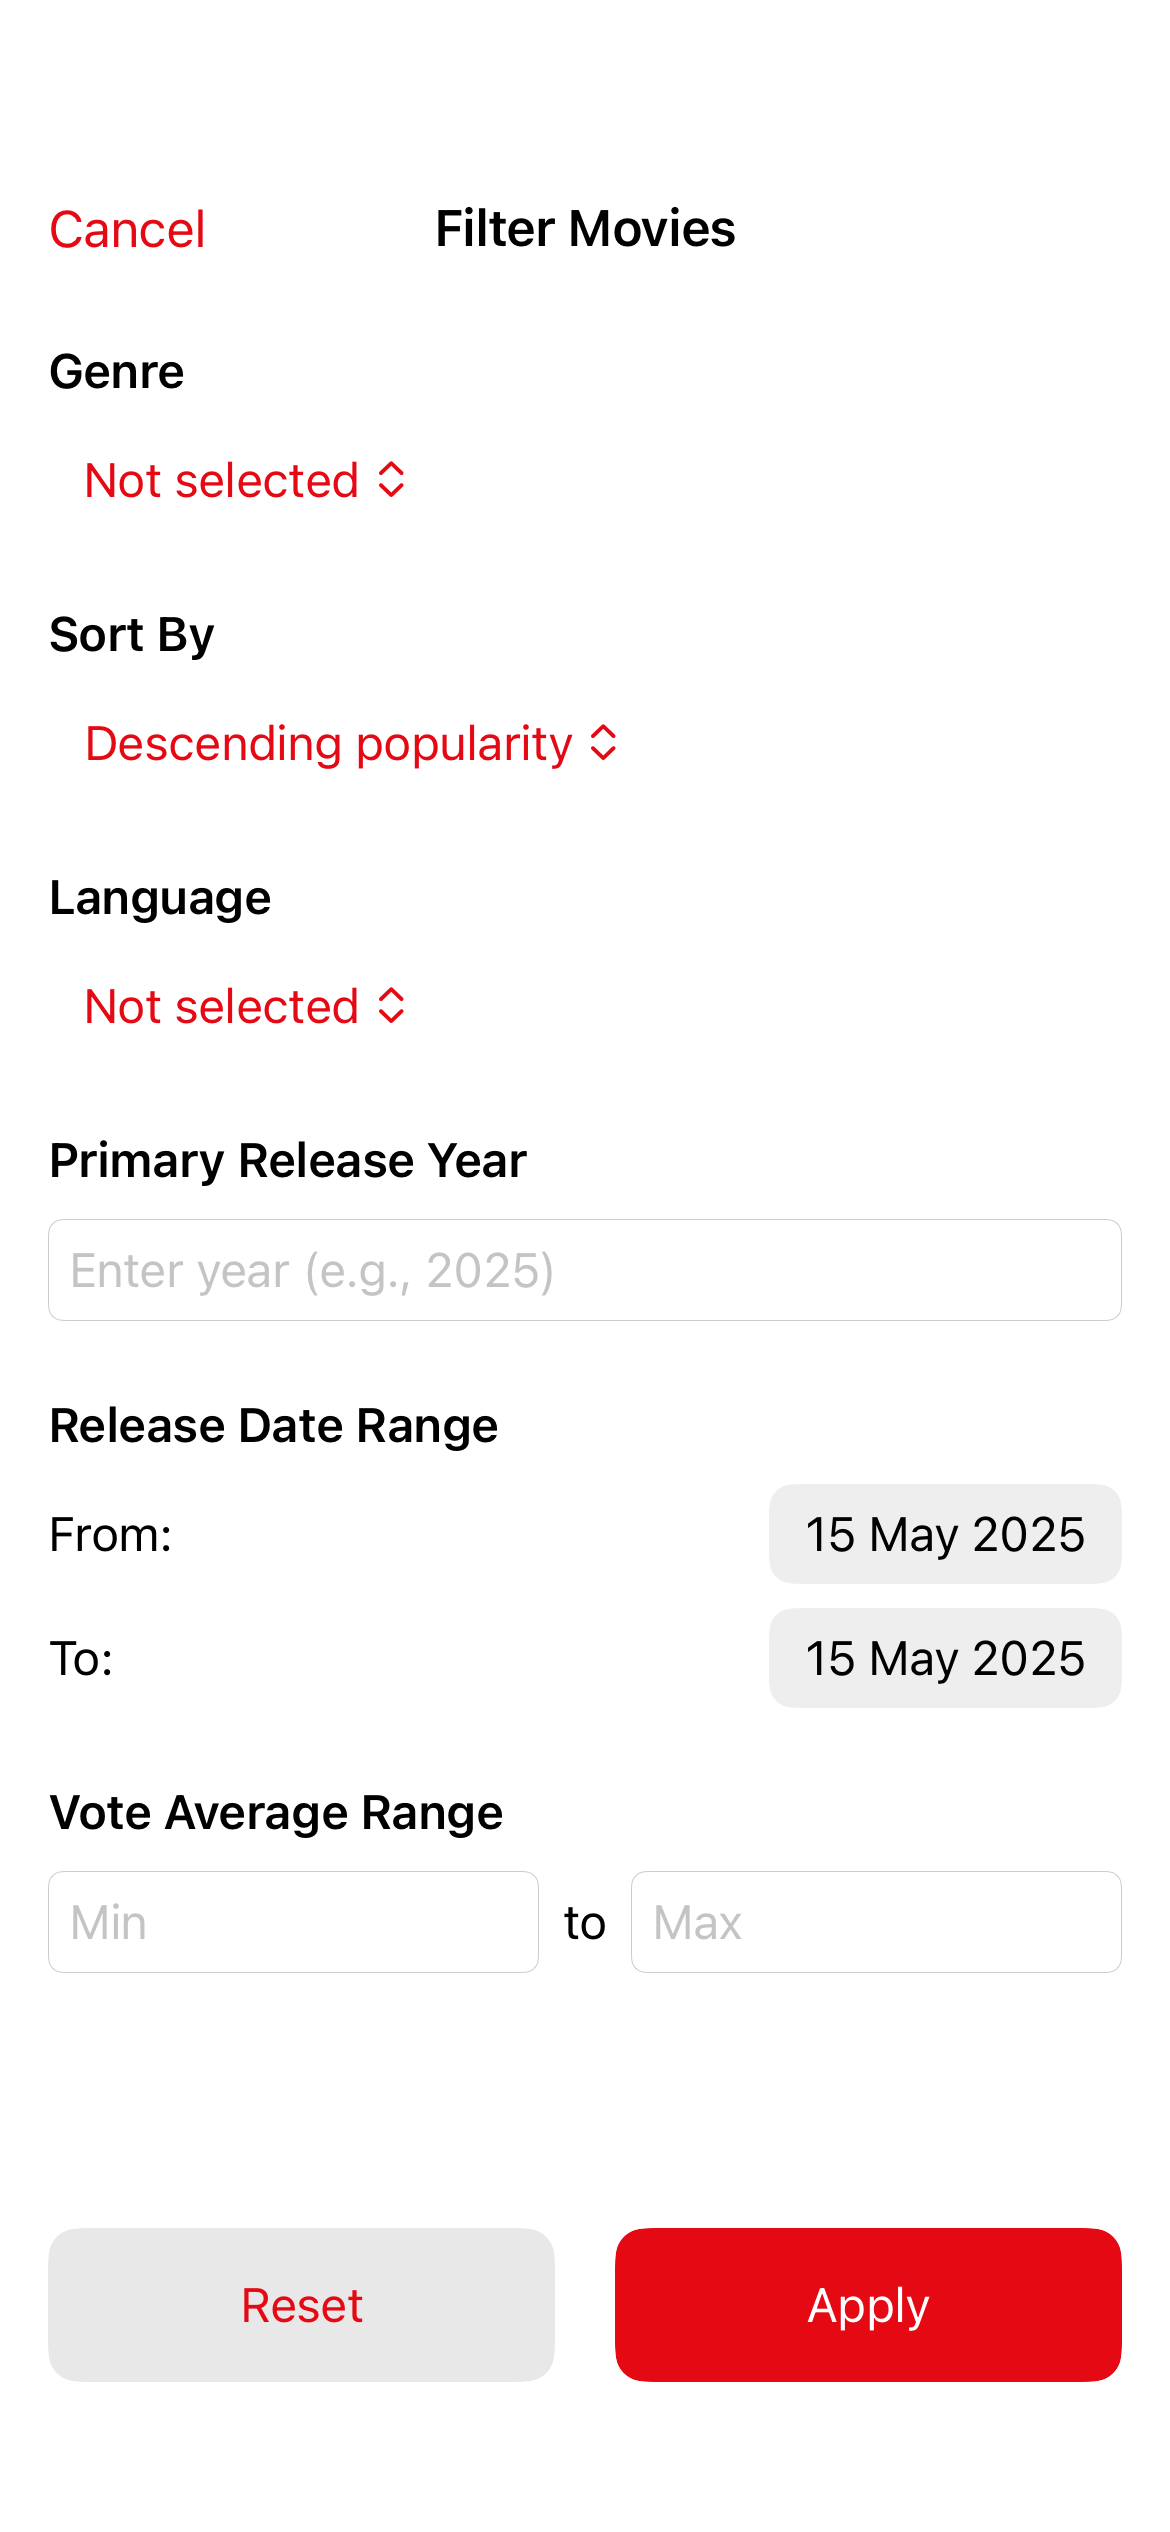 Cancel Filter Movies
Genre
Not selected
Sort By
Descending popularity
Language
Not selected
Primary Release Year
Enter year (e.g., 2025)
Release Date Range
From: 15 May 2025
To: 15 May 2025
Vote Average Range
Min to Max
Reset Apply